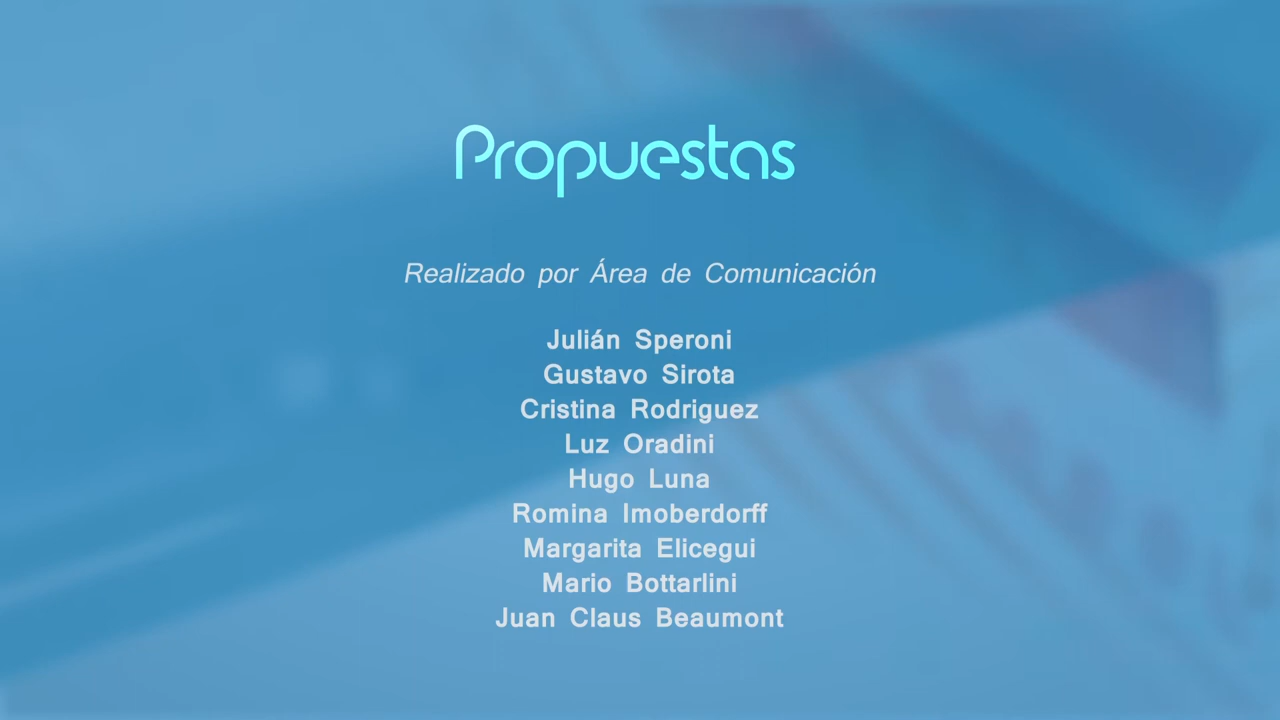 Propuestas
Realizado por Área de Comunicación
Julián Speroni
Gustavo Sirota
Cristina Rodriguez
Luz Oradini
Hugo Luna
Romina Imoberdorff
Margarita Elicegui
Mario Bottarlini
Juan Claus Beaumont